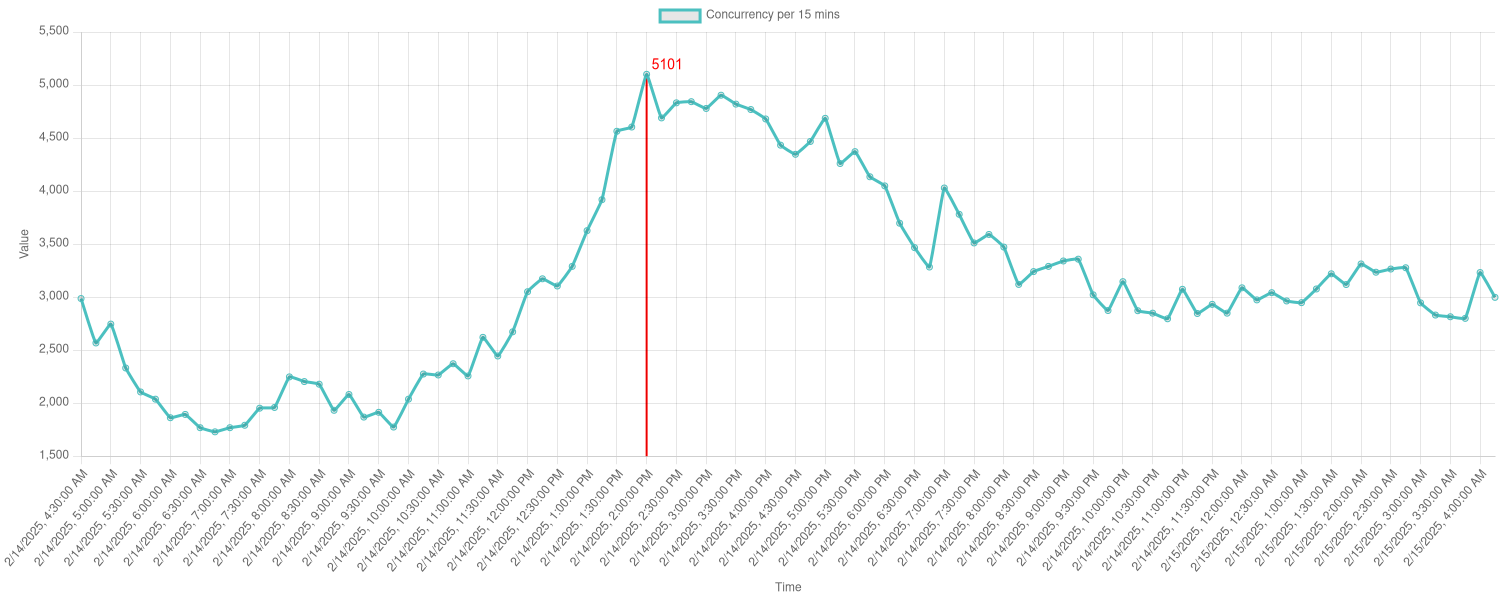 Concurrency per 15 mins
5101
5,500
5,000
4,500
4,000
3,500
3,000
2,500
2,000
1,500
Value
2/14/2025, 4:30:00 AM
2/14/2025, 5:00:00 AM
2/14/2025, 5:30:00 AM
2/14/2025, 6:00:00 AM
2/14/2025, 6:30:00 AM
2/14/2025, 7:00:00 AM
2/14/2025, 7:30:00 AM
2/14/2025, 8:00:00 AM
2/14/2025, 8:30:00 AM
2/14/2025, 9:00:00 AM
2/14/2025, 9:30:00 AM
2/14/2025, 10:00:00 AM
2/14/2025, 10:30:00 AM
2/14/2025, 11:00:00 AM
2/14/2025, 11:30:00 AM
2/14/2025, 12:00:00 PM
2/14/2025, 12:30:00 PM
2/14/2025, 1:00:00 PM
2/14/2025, 1:30:00 PM
2/14/2025, 2:00:00 PM
2/14/2025, 2:30:00 PM
2/14/2025, 3:00:00 PM
2/14/2025, 3:30:00 PM
2/14/2025, 4:00:00 PM
2/14/2025, 4:30:00 PM
2/14/2025, 5:00:00 PM
2/14/2025, 5:30:00 PM
2/14/2025, 6:00:00 PM
2/14/2025, 6:30:00 PM
2/14/2025, 7:00:00 PM
2/14/2025, 7:30:00 PM
2/14/2025, 8:00:00 PM
2/14/2025, 8:30:00 PM
2/14/2025, 9:00:00 PM
2/14/2025, 9:30:00 PM
2/14/2025, 10:00:00 PM
2/14/2025, 10:30:00 PM
2/14/2025, 11:00:00 PM
2/14/2025, 11:30:00 PM
2/15/2025, 12:00:00 AM
2/15/2025, 12:30:00 AM
2/15/2025, 1:00:00 AM
2/15/2025, 1:30:00 AM
2/15/2025, 2:00:00 AM
2/15/2025, 2:30:00 AM
2/15/2025, 3:00:00 AM
2/15/2025, 3:30:00 AM
2/15/2025, 4:00:00 AM
Time